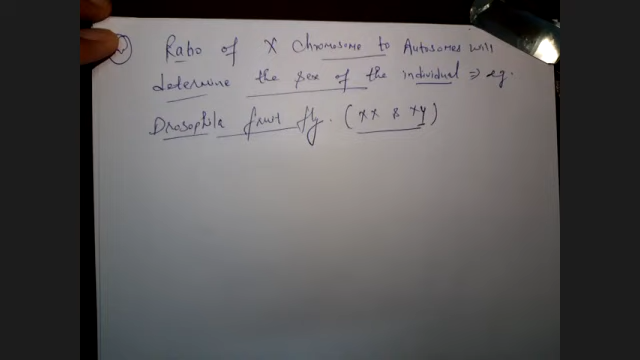 Ratio of X Chromosome to Autosomes will
determine the sex of the individual ⇒ eg.
Drosophila fruit fly. (XX & XY)